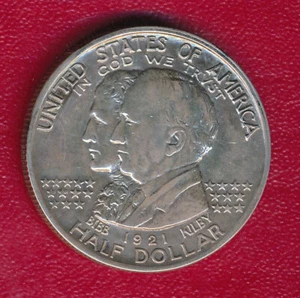 UNITED STATES OF AMERICA
IN GOD WE TRUST
BIBB
1921
KILBY
HALF DOLLAR